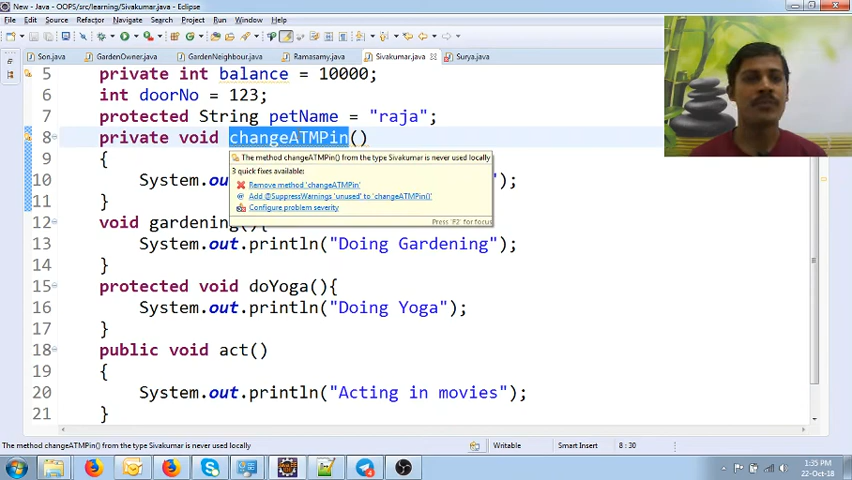 New - Java - OOPS/src/learning/Sivakumar.java - Eclipse
File Edit Source Refactor Navigate Search Project Run Window Help
Son.java GardenOwner.java GardenNeighbour.java Ramasamy.java Sivakumar.java Surya.java
5 private int balance = 10000;
6 int doorNo = 123;
7 protected String petName = "raja";
8 private void changeATMPin()
The method changeATMPin() from the type Sivakumar is never used locally
9 {
3 quick fixes available:
Remove method 'changeATMPin'
10 System.ou ");
Add @SuppressWarnings 'unused' to 'changeATMPin()'
11 }
Configure problem severity
Press 'F2' for focus
12 void gardening()
13 System.out.println("Doing Gardening");
14 }
15 protected void doYoga(){
16 System.out.println("Doing Yoga");
17 }
18 public void act()
19 {
20 System.out.println("Acting in movies");
21 }
The method changeATMPin() from the type Sivakumar is never used locally Writable Smart Insert 8 : 30
1:35 PM
22-Oct-18